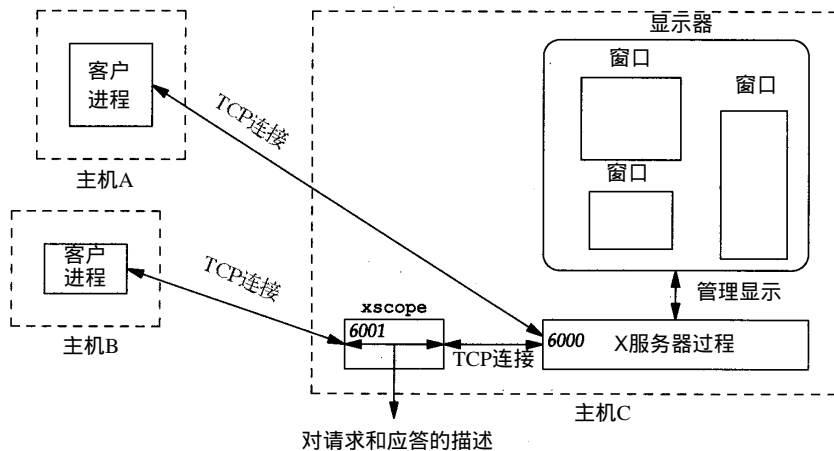 显示器
客户
进程
窗口
窗口
TCP连接
主机A
窗口
客户
进程
TCP连接
管理显示
xscope
6001
6000
X服务器过程
TCP连接
主机B
主机C
对请求和应答的描述